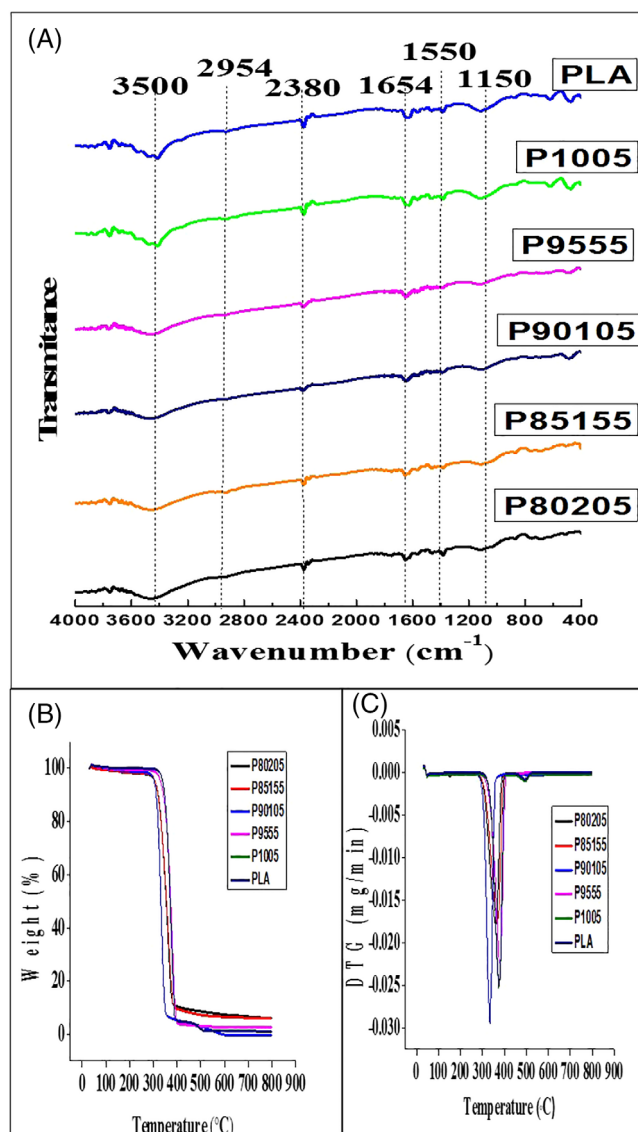 (A)
3500 2954 2380 1654 1550 1150 PLA
P1005
P9555
P90105
P85155
P80205
Transmitance
4000 3600 3200 2800 2400 2000 1600 1200 800 400
Wavenumber (cm⁻¹)
(B)
100
80
60
40
20
0
Weight (%)
P80205
P85155
P90105
P9555
P1005
PLA
0 100 200 300 400 500 600 700 800 900
Temperature (°C)
(C)
0.005
0.000
-0.005
-0.010
-0.015
-0.020
-0.025
-0.030
DTG (mg/min)
P80205
P85155
P90105
P9555
P1005
PLA
0 100 200 300 400 500 600 700 800 900
Temperature (°C)